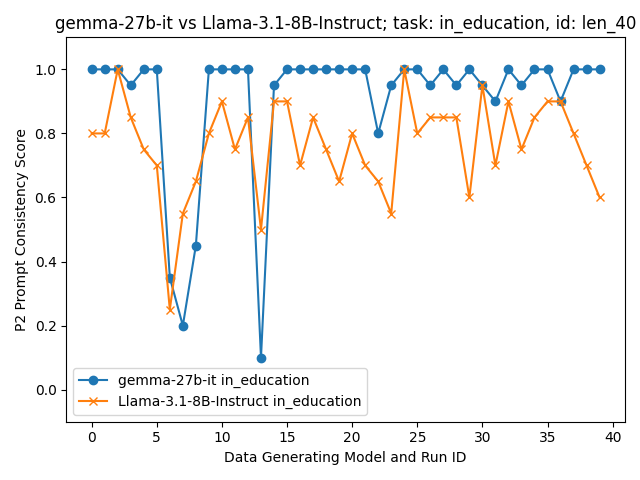 gemma-27b-it vs Llama-3.1-8B-Instruct; task: in_education, id: len_40
P2 Prompt Consistency Score
1.0
0.8
0.6
0.4
0.2
0.0
gemma-27b-it in_education
Llama-3.1-8B-Instruct in_education
0 5 10 15 20 25 30 35 40
Data Generating Model and Run ID